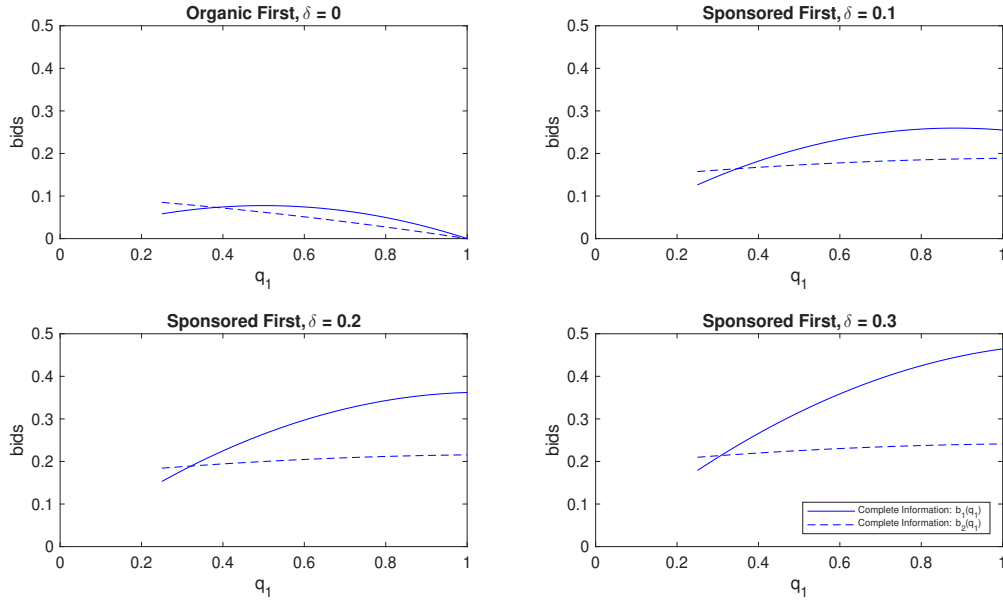 Organic First, δ = 0
0.5
0.4
0.3
0.2
0.1
0
bids
0 0.2 0.4 0.6 0.8 1
q1
Sponsored First, δ = 0.1
0.5
0.4
0.3
0.2
0.1
0
bids
0 0.2 0.4 0.6 0.8 1
q1
Sponsored First, δ = 0.2
0.5
0.4
0.3
0.2
0.1
0
bids
0 0.2 0.4 0.6 0.8 1
q1
Sponsored First, δ = 0.3
0.5
0.4
0.3
0.2
0.1
0
bids
Complete Information: b1(q1)
Complete Information: b2(q1)
0 0.2 0.4 0.6 0.8 1
q1